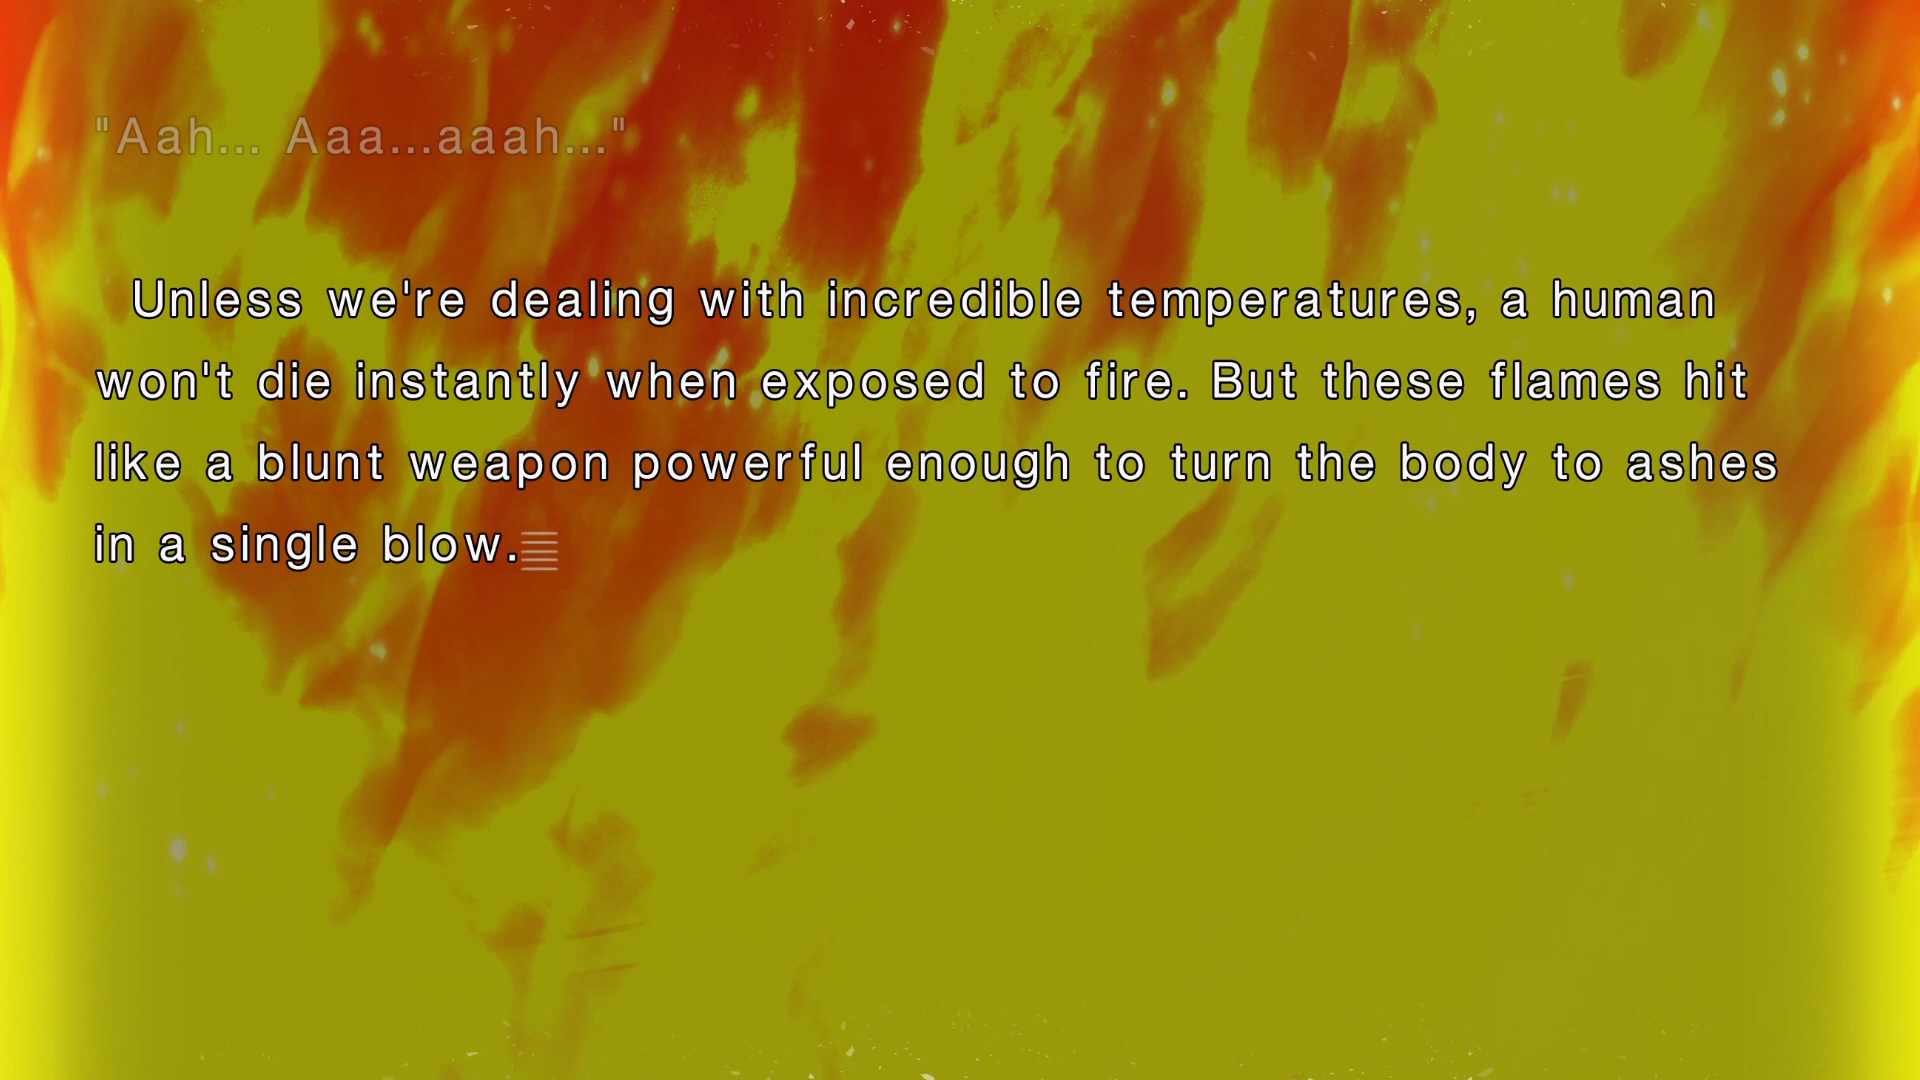 "Aah... Aaa...aaah..."
Unless we're dealing with incredible temperatures, a human
won't die instantly when exposed to fire. But these flames hit
like a blunt weapon powerful enough to turn the body to ashes
in a single blow.